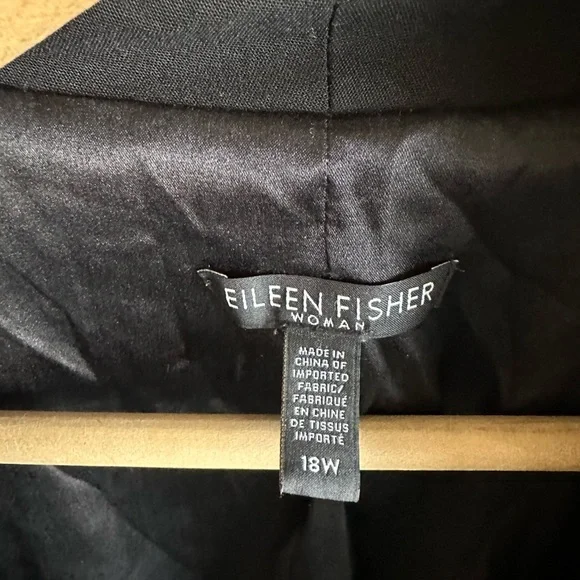 EILEEN FISHER
WOMAN
MADE IN
CHINA OF
IMPORTED
FABRIC/
FABRIQUÉ
EN CHINE
DE TISSUS
IMPORTÉ
18W